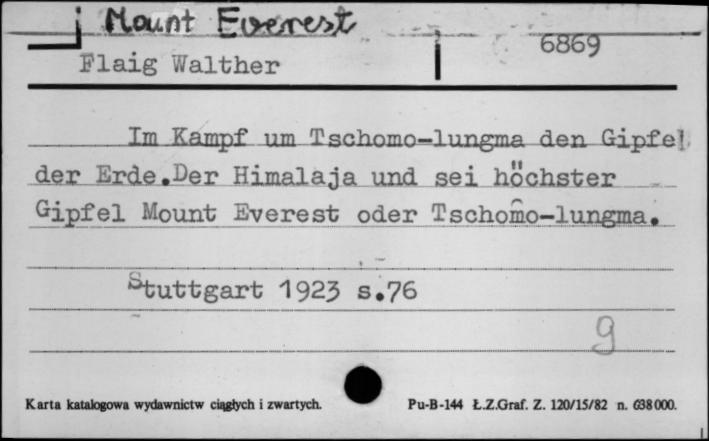 Mount Everest
6869
Flaig Walther
Im Kampf um Tschomo-lungma den Gipfel
der Erde.Der Himalaja und sei höchster
Gipfel Mount Everest oder Tschomo-lungma.
Stuttgart 1923 s.76
g
Karta katalogowa wydawnictw ciągłych i zwartych.
Pu-B-144 Ł.Z.Graf. Z. 120/15/82 n. 638000.